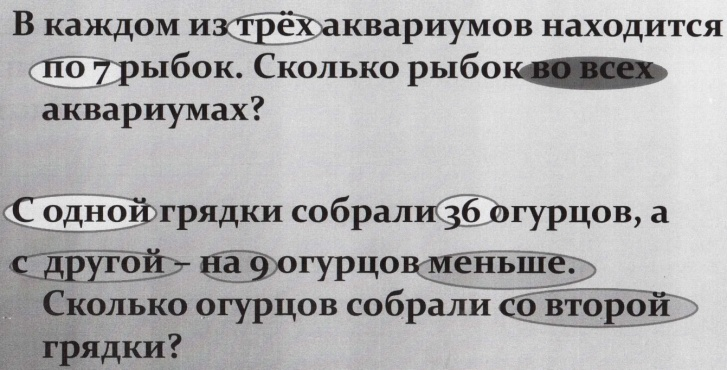 В каждом из трёх аквариумов находится
по 7 рыбок. Сколько рыбок во всех
аквариумах?
С одной грядки собрали 36 огурцов, а
с другой – на 9 огурцов меньше.
Сколько огурцов собрали со второй
грядки?